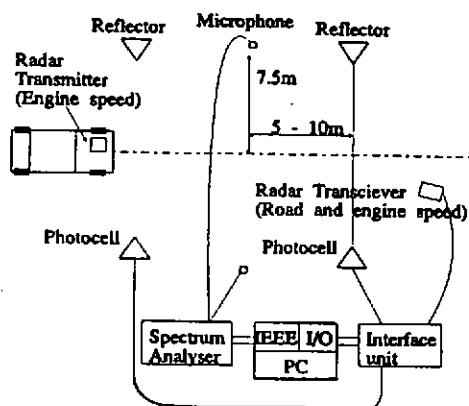 Reflector
Microphone
Reflector
Radar
Transmitter
(Engine speed)
7.5m
5 - 10m
Radar Transciever
(Road and engine speed)
Photocell
Photocell
Spectrum
Analyser
IEEE I/O
PC
Interface
unit